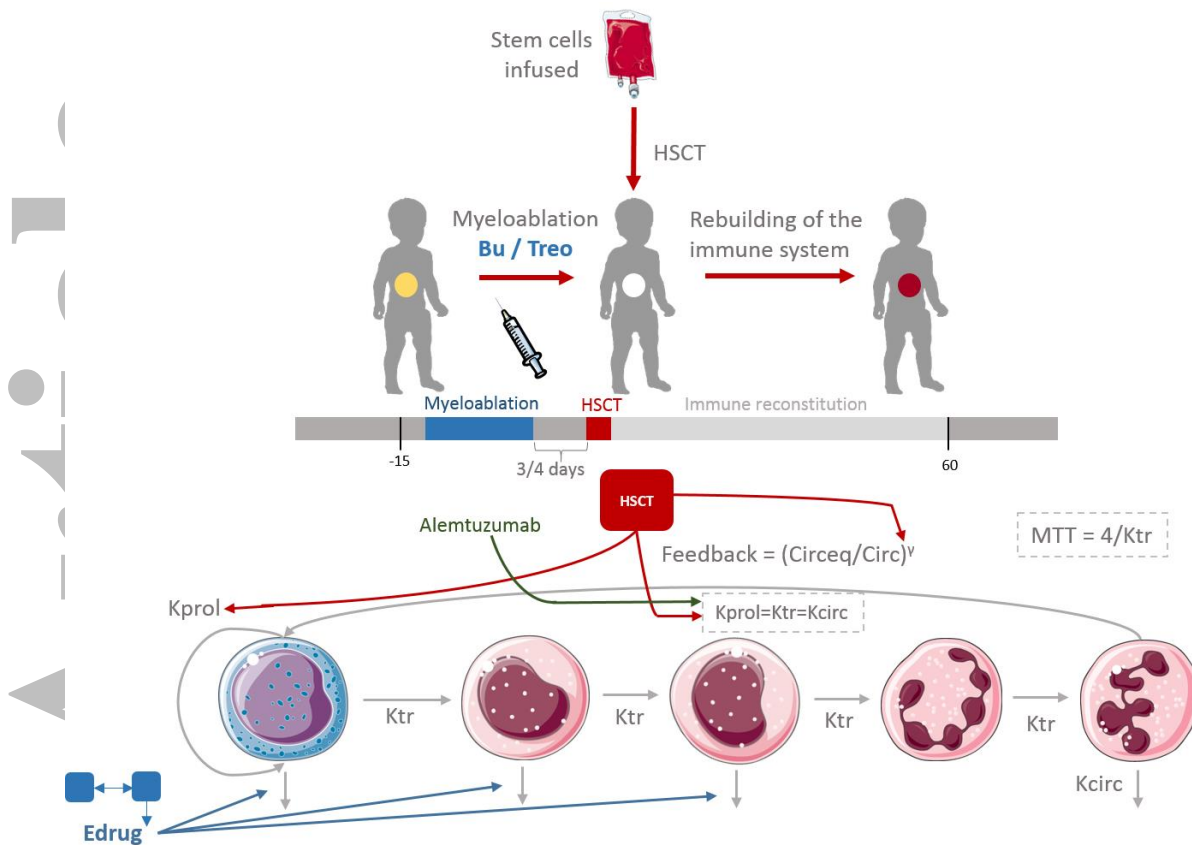 Stem cells
infused
HSCT
Myeloablation
Bu / Treo
Rebuilding of the
immune system
Myeloablation
HSCT
Immune reconstitution
-15
60
3/4 days
HSCT
Alemtuzumab
Feedback = (Circeq/Circ)ᵞ
MTT = 4/Ktr
Kprol
Kprol=Ktr=Kcirc
Ktr
Ktr
Ktr
Ktr
Kcirc
Edrug